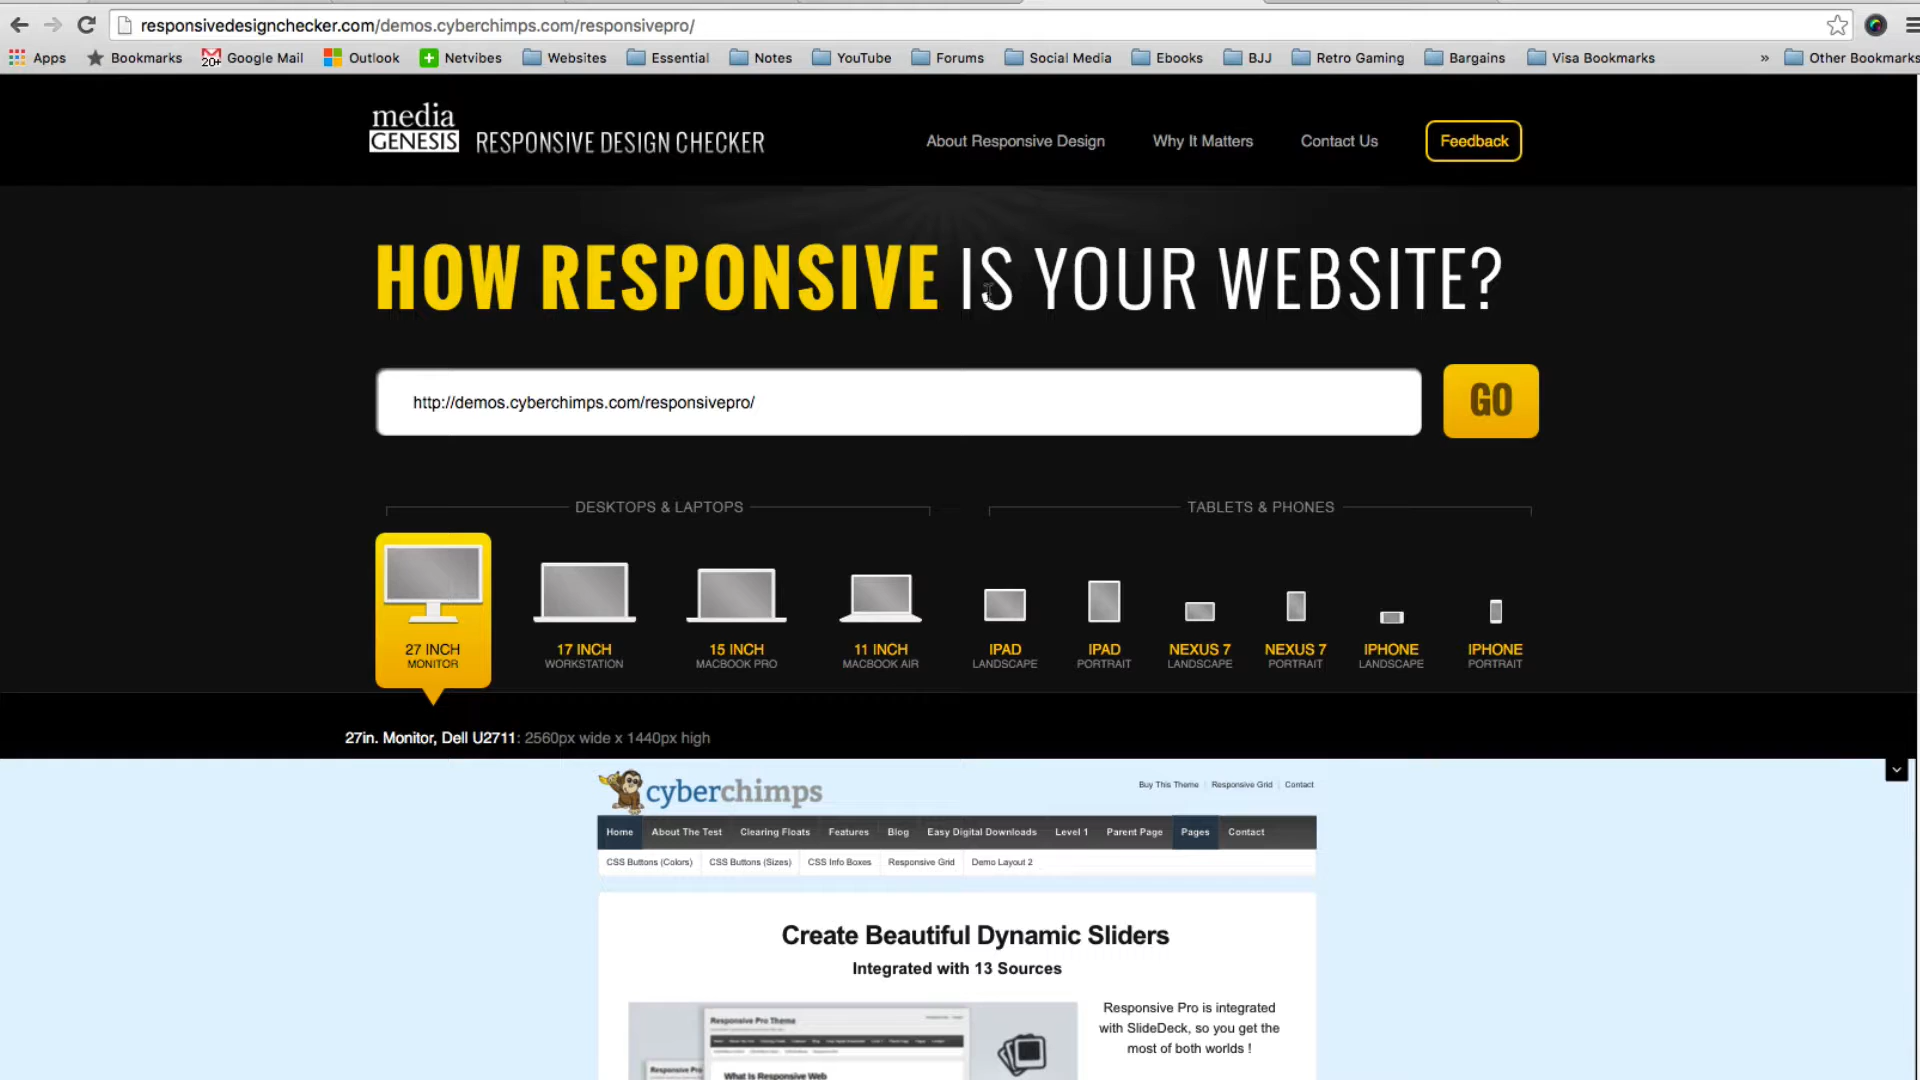 responsivedesignchecker.com/demos.cyberchimps.com/responsivepro/
Apps Bookmarks 20+ Google Mail Outlook Netvibes Websites Essential Notes YouTube Forums Social Media Ebooks BJJ Retro Gaming Bargains Visa Bookmarks » Other Bookmarks
media
GENESIS RESPONSIVE DESIGN CHECKER About Responsive Design Why It Matters Contact Us Feedback
HOW RESPONSIVE IS YOUR WEBSITE?
http://demos.cyberchimps.com/responsivepro/ GO
DESKTOPS & LAPTOPS TABLETS & PHONES
27 INCH 17 INCH 15 INCH 11 INCH IPAD IPAD NEXUS 7 NEXUS 7 IPHONE IPHONE
MONITOR WORKSTATION MACBOOK PRO MACBOOK AIR LANDSCAPE PORTRAIT LANDSCAPE PORTRAIT LANDSCAPE PORTRAIT
27in. Monitor, Dell U2711: 2560px wide x 1440px high
cyberchimps Buy This Theme Responsive Grid Contact
Home About The Test Clearing Floats Features Blog Easy Digital Downloads Level 1 Parent Page Pages Contact
CSS Buttons (Colors) CSS Buttons (Sizes) CSS Info Boxes Responsive Grid Demo Layout 2
Create Beautiful Dynamic Sliders
Integrated with 13 Sources
Responsive Pro is integrated
with SlideDeck, so you get the
most of both worlds !
Responsive Pro Theme
Responsive Pro
What Is Responsive Web